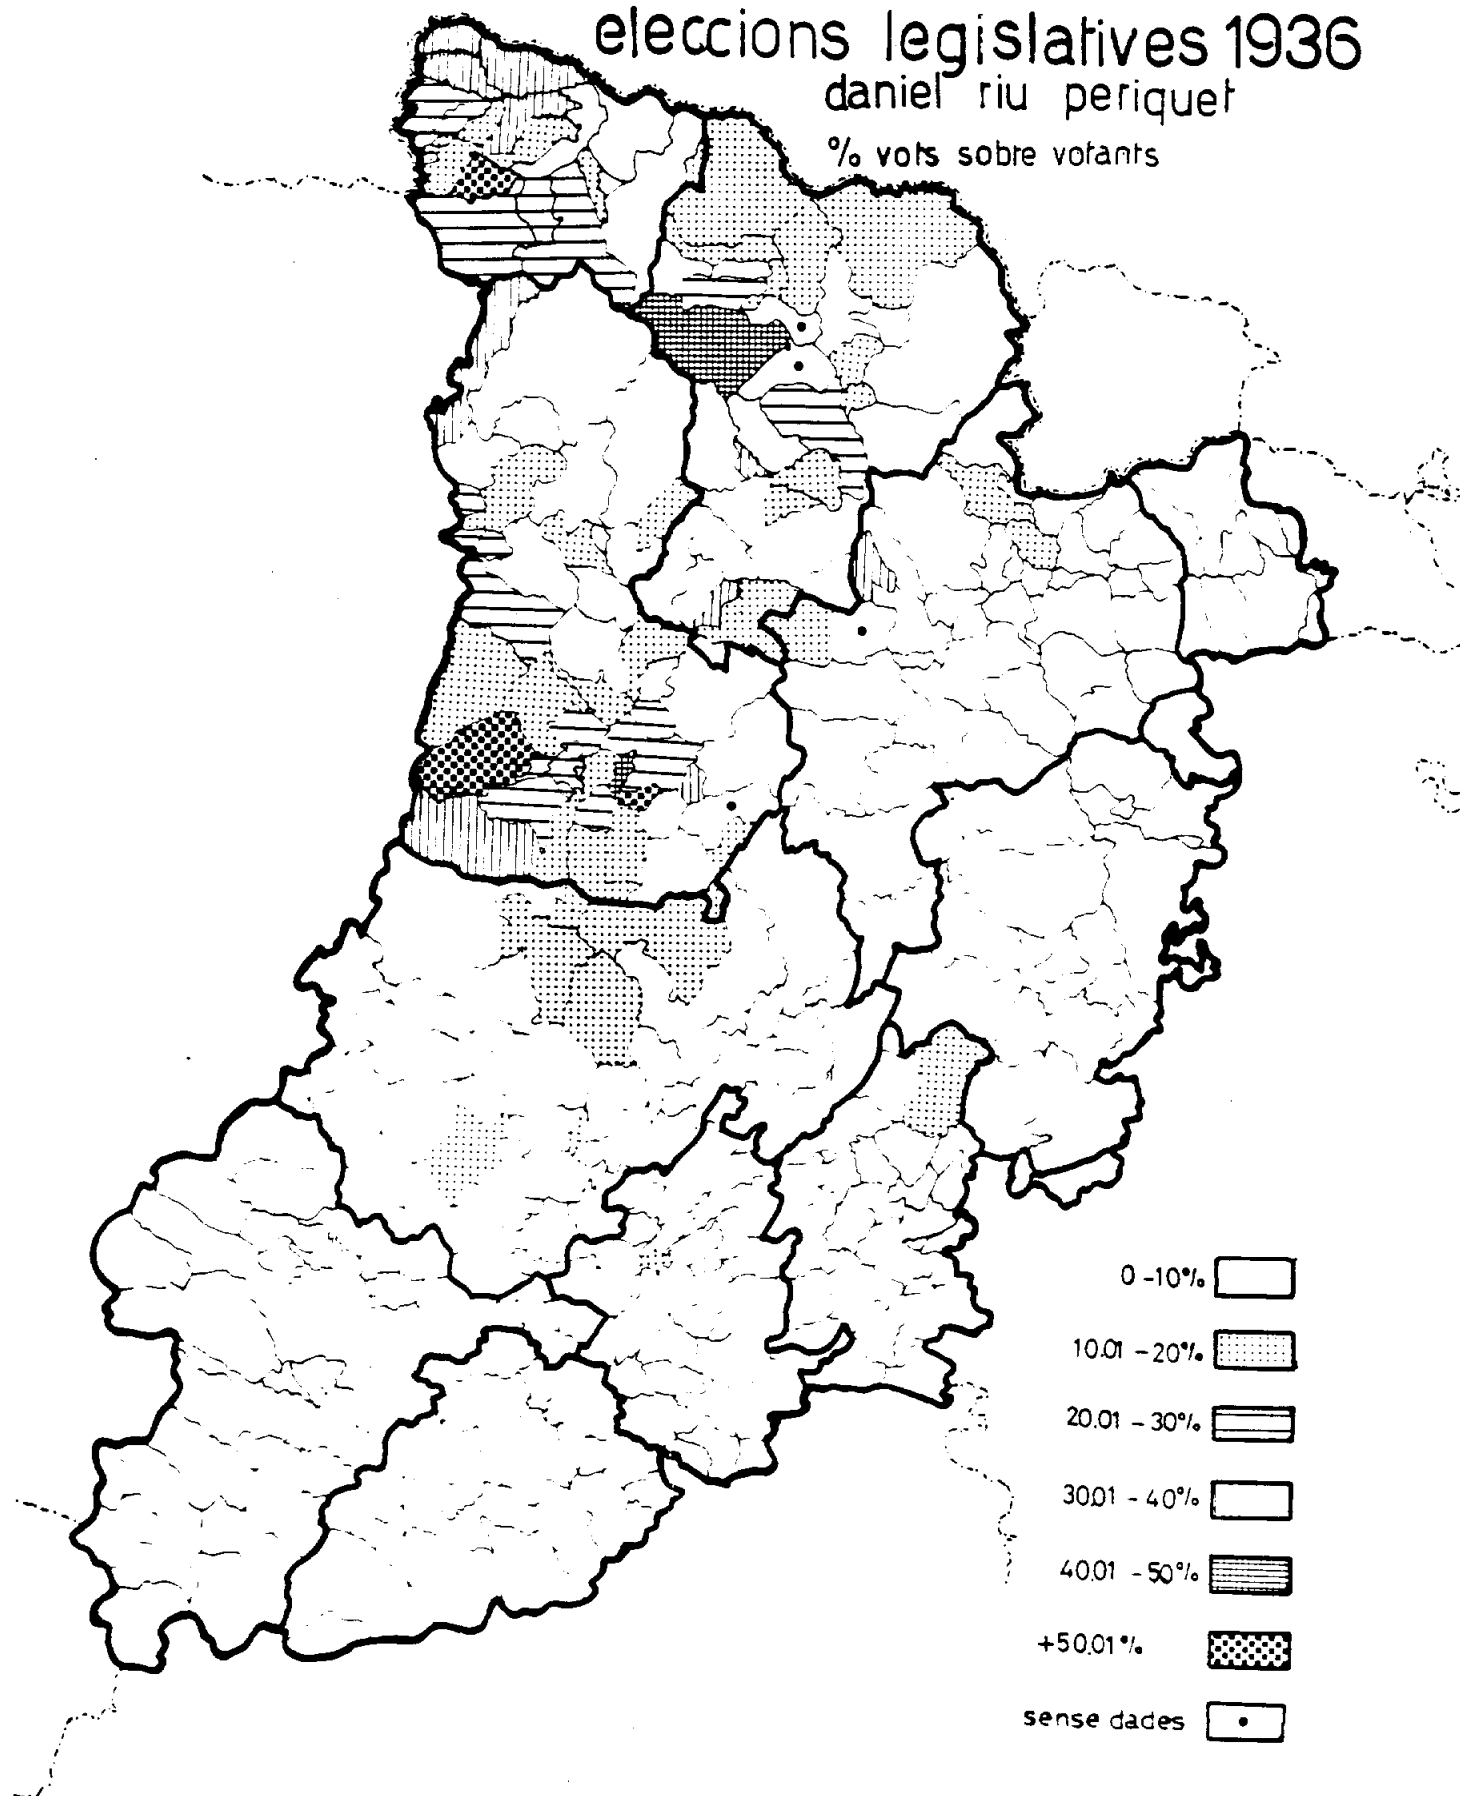 eleccions legislatives 1936
daniel riu periquet
% vots sobre votants
0-10%
10.01-20%
20.01-30%
30.01-40%
40.01-50%
+50.01%
sense dades